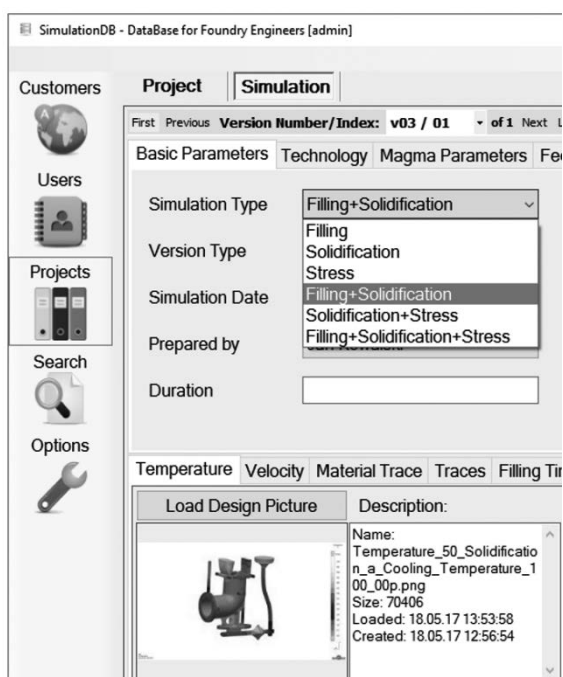 SimulationDB - DataBase for Foundry Engineers [admin]
Customers
Users
Projects
Search
Options
Project Simulation
First Previous Version Number/Index: v03 / 01 of 1 Next
Basic Parameters Technology Magma Parameters
Simulation Type Filling+Solidification
Filling
Solidification
Stress
Filling+Solidification
Solidification+Stress
Filling+Solidification+Stress
Version Type
Simulation Date
Prepared by
Duration
Temperature Velocity Material Trace Traces Filling
Load Design Picture Description:
Name:
Temperature_50_Solidificatio
n_a_Cooling_Temperature_1
00_00p.png
Size: 70406
Loaded: 18.05.17 13:53:58
Created: 18.05.17 12:56:54